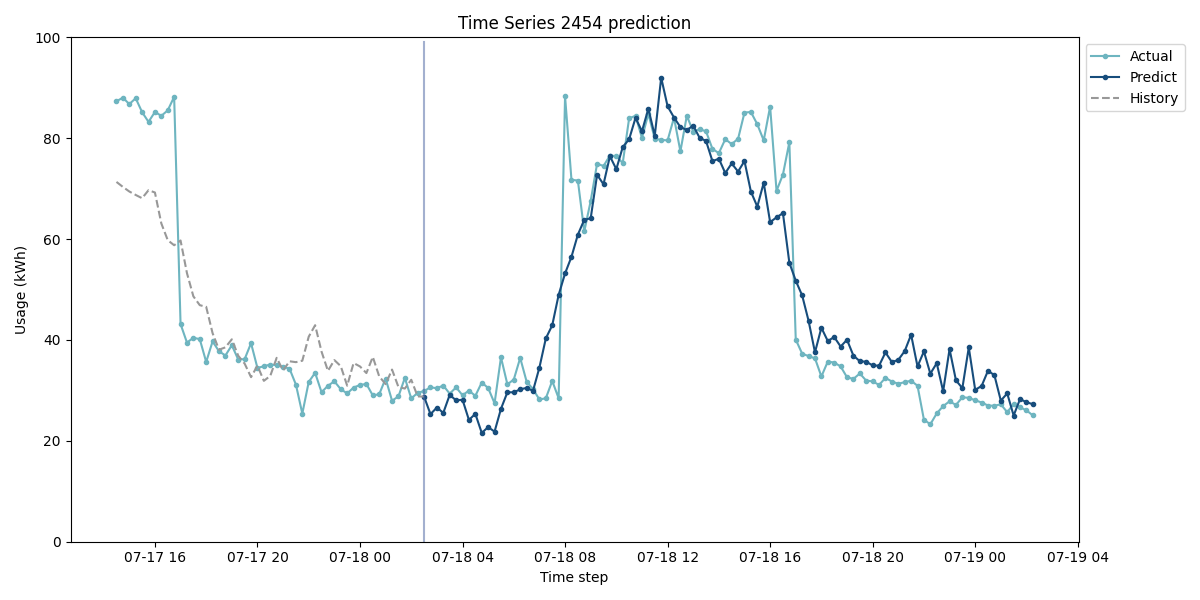 Time Series 2454 prediction
100
80
60
40
20
0
Usage (kWh)
07-17 16
07-17 20
07-18 00
07-18 04
07-18 08
07-18 12
07-18 16
07-18 20
07-19 00
07-19 04
Time step
Actual
Predict
History